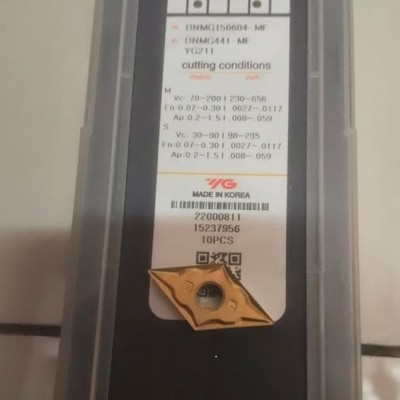 DNMG150604-MF
DNMG441-MF
YG211
cutting conditions
metric inch
M
Vc: 70-200 | 230-656
Fn:0.07-0.30 | .0027-.0117
Ap:0.2-1.5 | .008-.059
S
Vc: 30-90 | 98-295
Fn:0.07-0.30 | .0027-.0117
Ap:0.2-1.5 | .008-.059
YG
MADE IN KOREA
22000811
15237956
10PCS